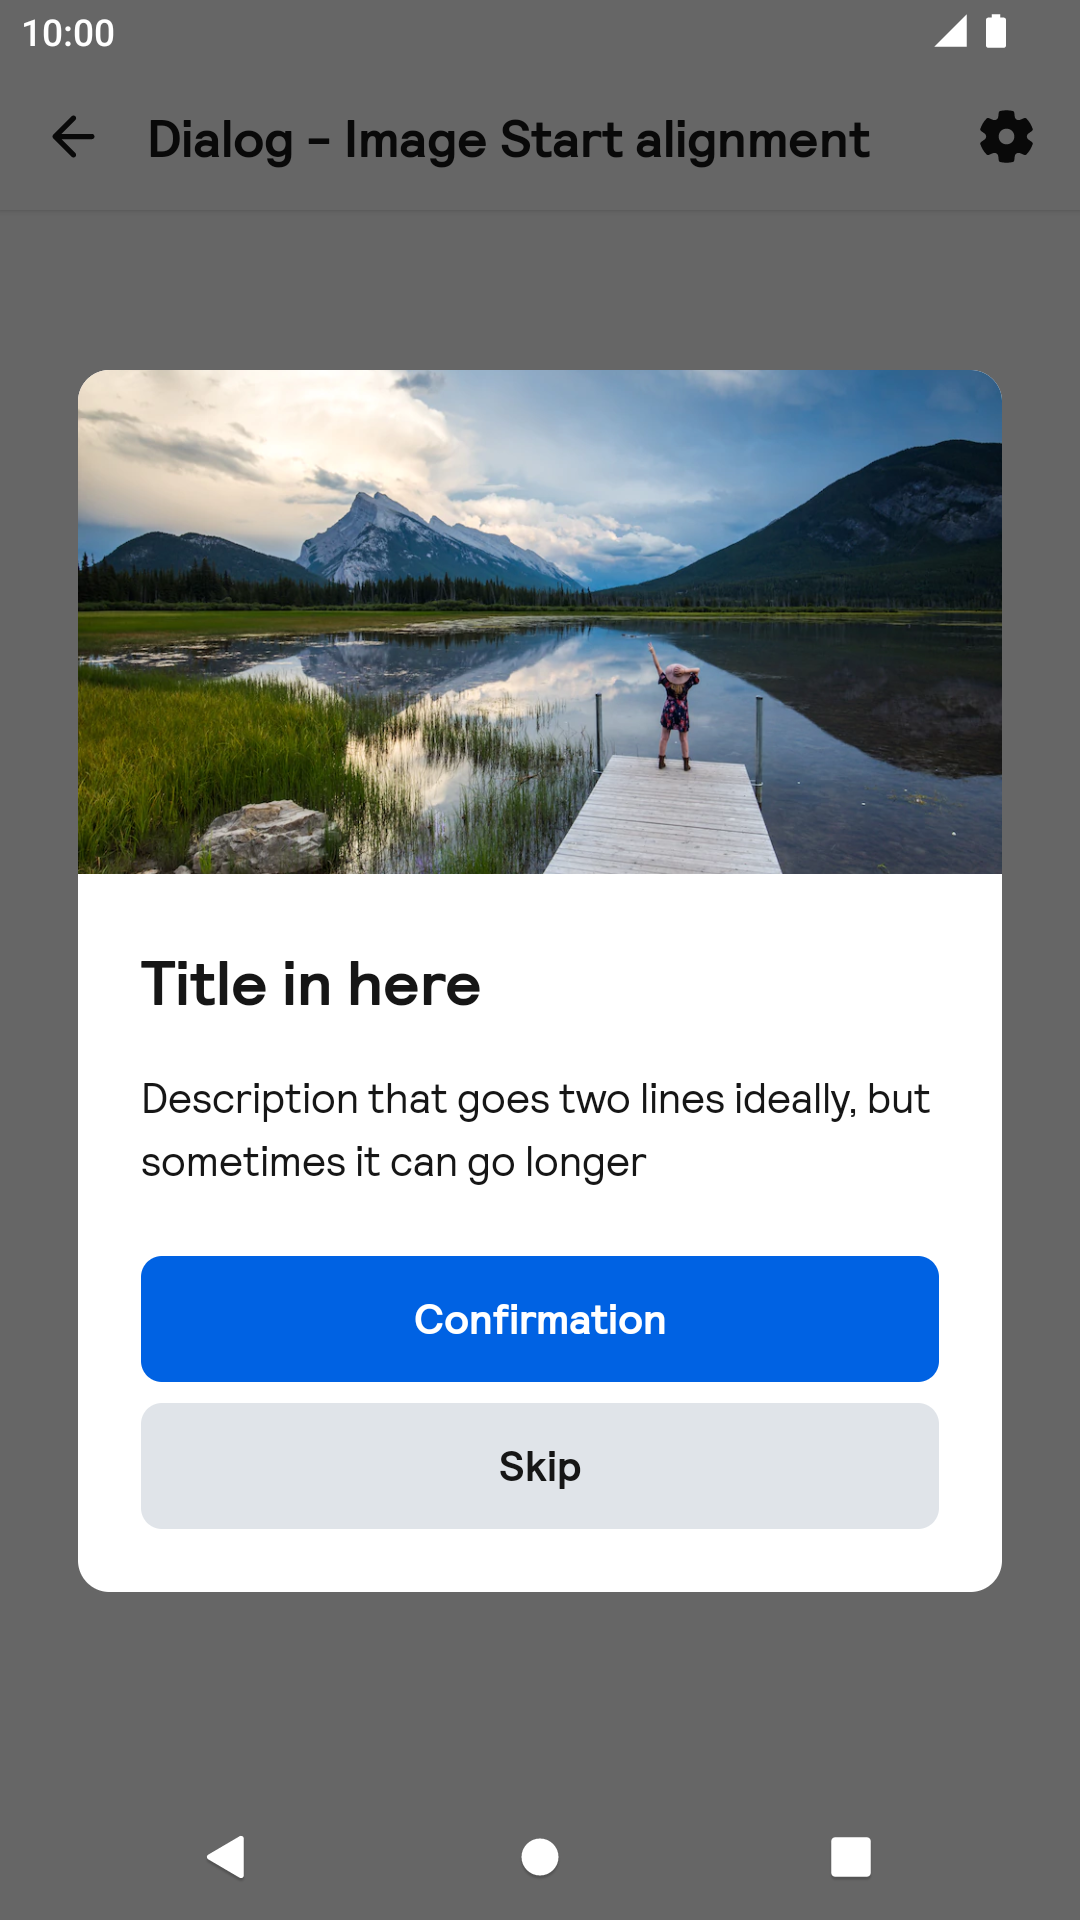 10:00
Dialog - Image Start alignment
Title in here
Description that goes two lines ideally, but
sometimes it can go longer
Confirmation
Skip